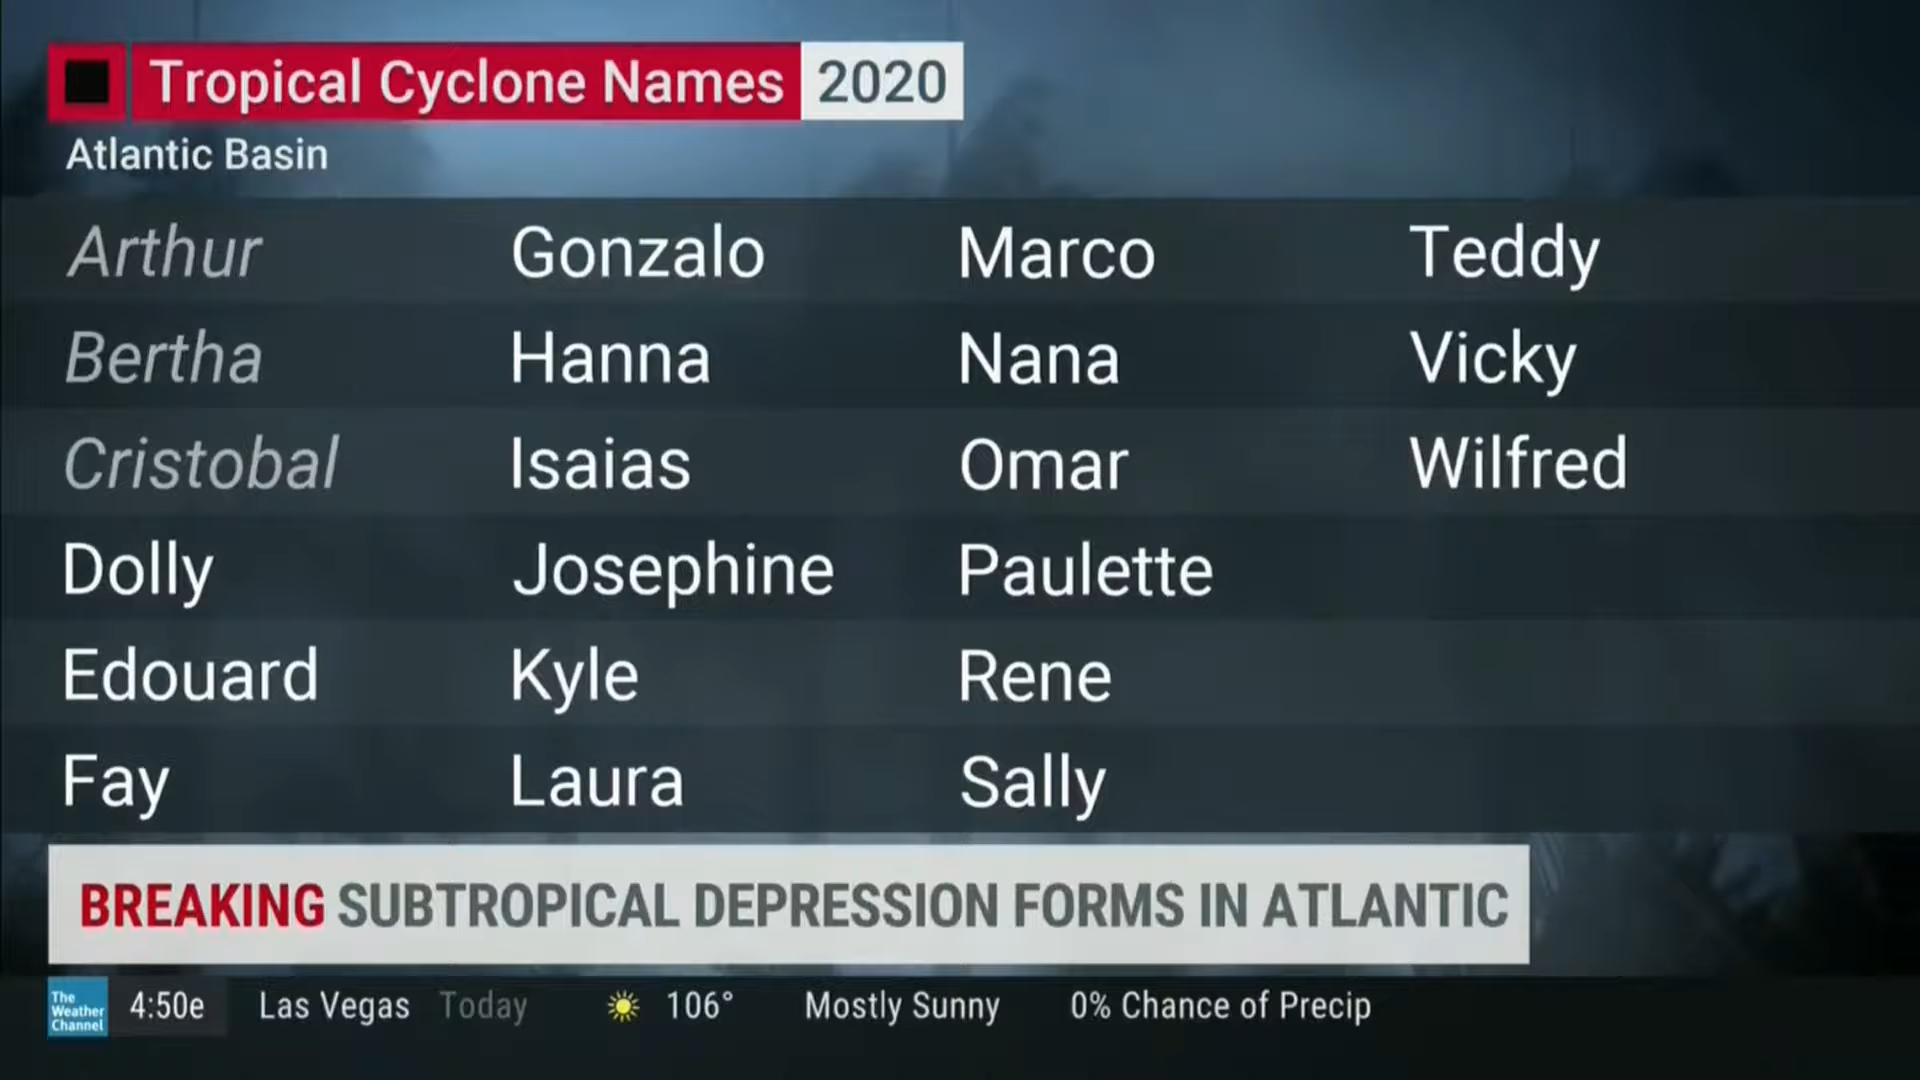 Tropical Cyclone Names 2020
Atlantic Basin
Arthur Gonzalo Marco Teddy
Bertha Hanna Nana Vicky
Cristobal Isaias Omar Wilfred
Dolly Josephine Paulette
Edouard Kyle Rene
Fay Laura Sally
BREAKING SUBTROPICAL DEPRESSION FORMS IN ATLANTIC
The Weather Channel 4:50e Las Vegas Today 106° Mostly Sunny 0% Chance of Precip